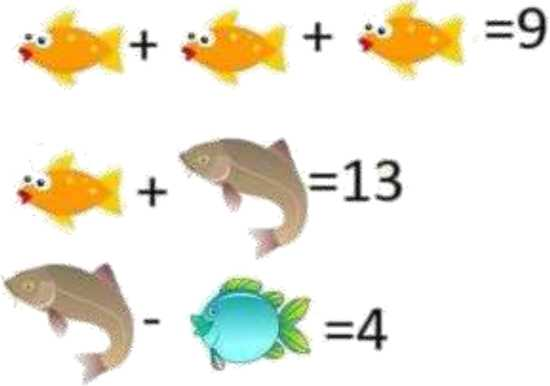 + + =9
+ =13
- =4